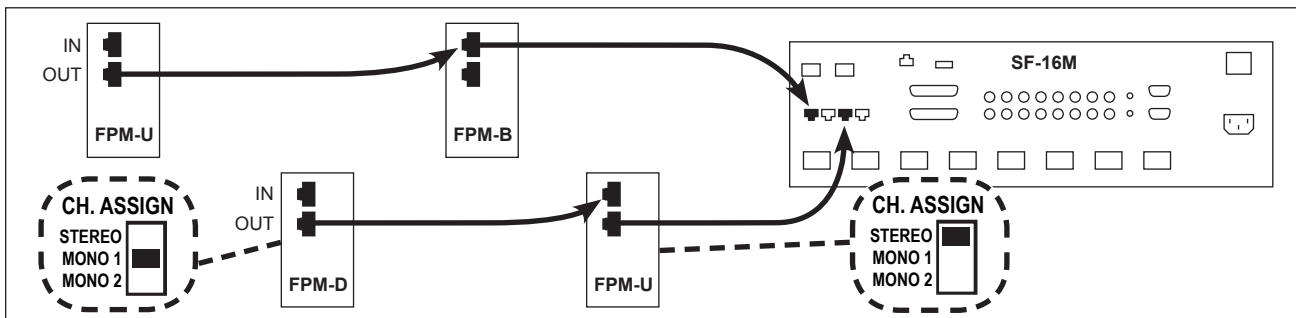 IN
OUT
FPM-U
FPM-B
SF-16M
IN
OUT
FPM-D
FPM-U
CH. ASSIGN
STEREO
MONO 1
MONO 2
CH. ASSIGN
STEREO
MONO 1
MONO 2